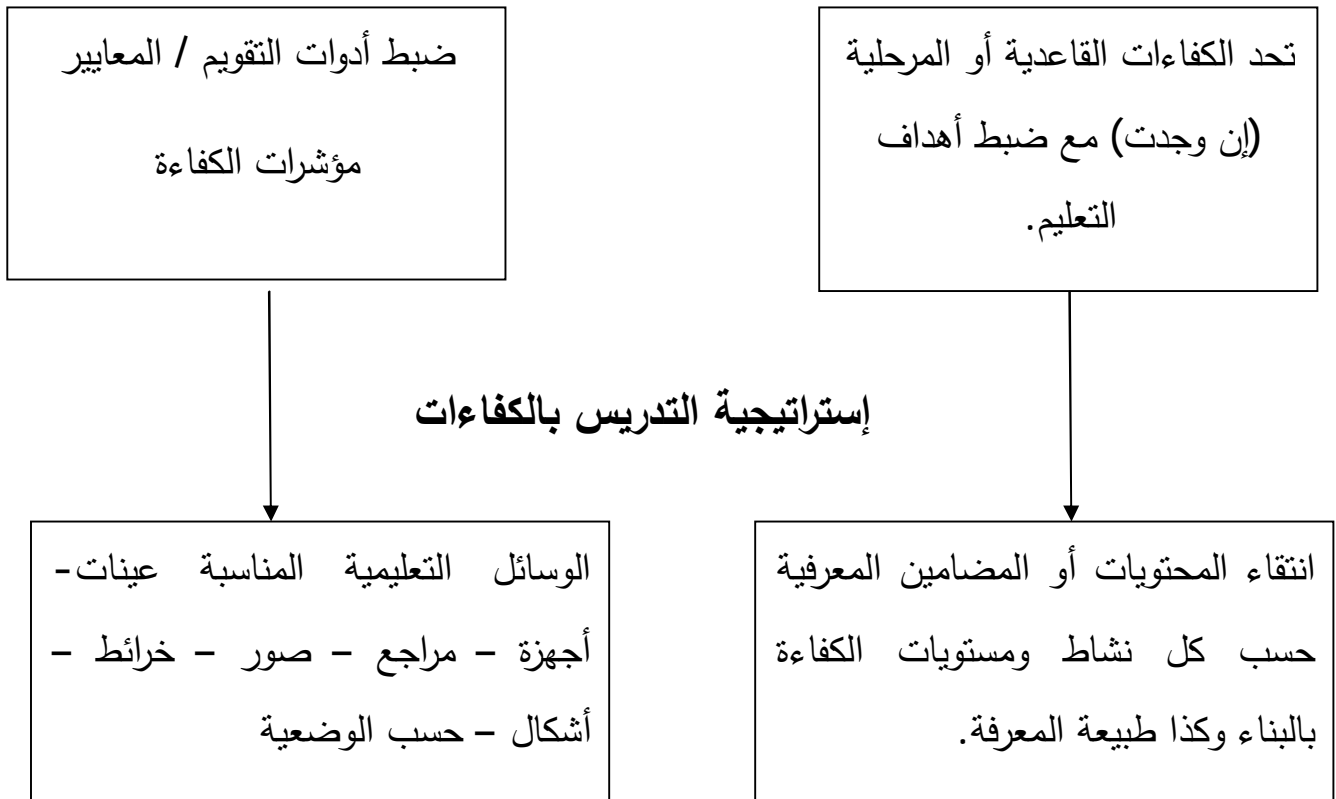 تحد الكفاءات القاعدية أو المرحلية
(إن وجدت) مع ضبط أهداف
التعليم.
ضبط أدوات التقويم / المعايير
مؤشرات الكفاءة
إستراتيجية التدريس بالكفاءات
انتقاء المحتويات أو المضامين المعرفية
حسب كل نشاط ومستويات الكفاءة
بالبناء وكذا طبيعة المعرفة.
الوسائل التعليمية المناسبة عينات-
أجهزة – مراجع – صور – خرائط –
أشكال – حسب الوضعية